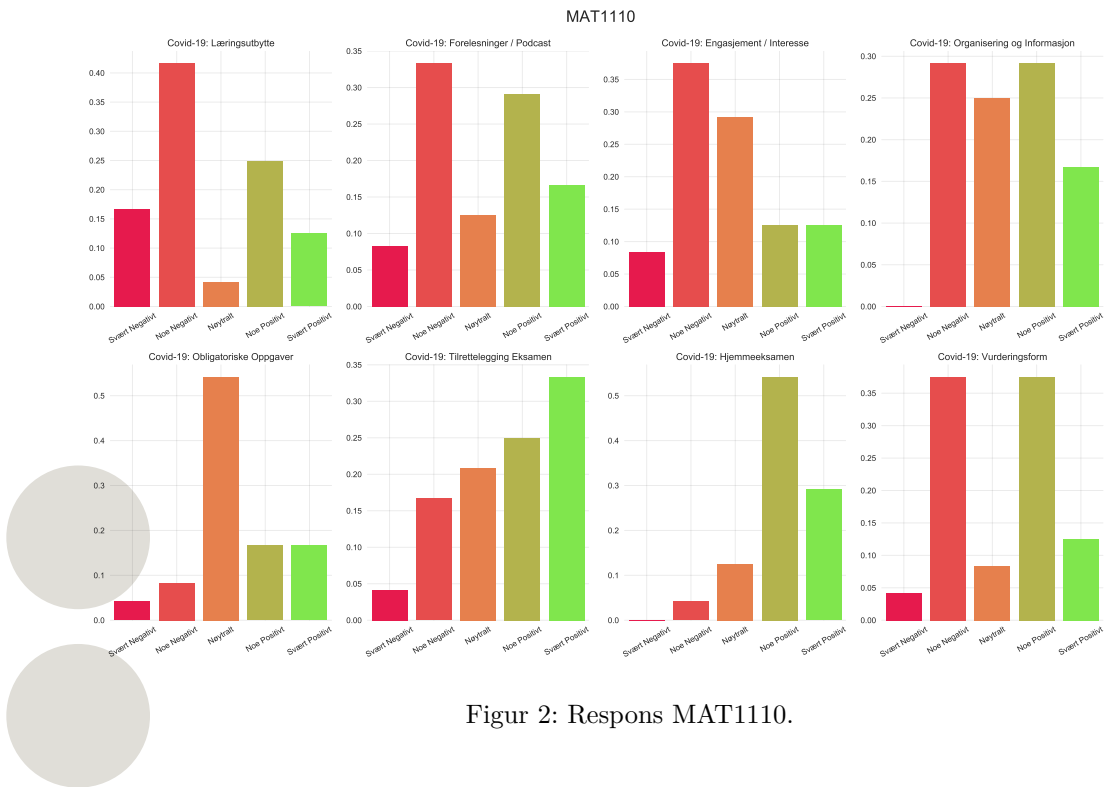 MAT1110
Covid-19: Læringsutbytte
0.40
0.35
0.30
0.25
0.20
0.15
0.10
0.05
0.00
Svært Negativt
Noe Negativt
Nøytralt
Noe Positivt
Svært Positivt
Covid-19: Forelesninger / Podcast
0.35
0.30
0.25
0.20
0.15
0.10
0.05
0.00
Svært Negativt
Noe Negativt
Nøytralt
Noe Positivt
Svært Positivt
Covid-19: Engasjement / Interesse
0.35
0.30
0.25
0.20
0.15
0.10
0.05
0.00
Svært Negativt
Noe Negativt
Nøytralt
Noe Positivt
Svært Positivt
Covid-19: Organisering og Informasjon
0.30
0.25
0.20
0.15
0.10
0.05
0.00
Svært Negativt
Noe Negativt
Nøytralt
Noe Positivt
Svært Positivt
Covid-19: Obligatoriske Oppgaver
0.5
0.4
0.3
0.2
0.1
0.0
Svært Negativt
Noe Negativt
Nøytralt
Noe Positivt
Svært Positivt
Covid-19: Tilrettelegging Eksamen
0.35
0.30
0.25
0.20
0.15
0.10
0.05
0.00
Svært Negativt
Noe Negativt
Nøytralt
Noe Positivt
Svært Positivt
Covid-19: Hjemmeeksamen
0.5
0.4
0.3
0.2
0.1
0.0
Svært Negativt
Noe Negativt
Nøytralt
Noe Positivt
Svært Positivt
Covid-19: Vurderingsform
0.35
0.30
0.25
0.20
0.15
0.10
0.05
0.00
Svært Negativt
Noe Negativt
Nøytralt
Noe Positivt
Svært Positivt
Figur 2: Respons MAT1110.